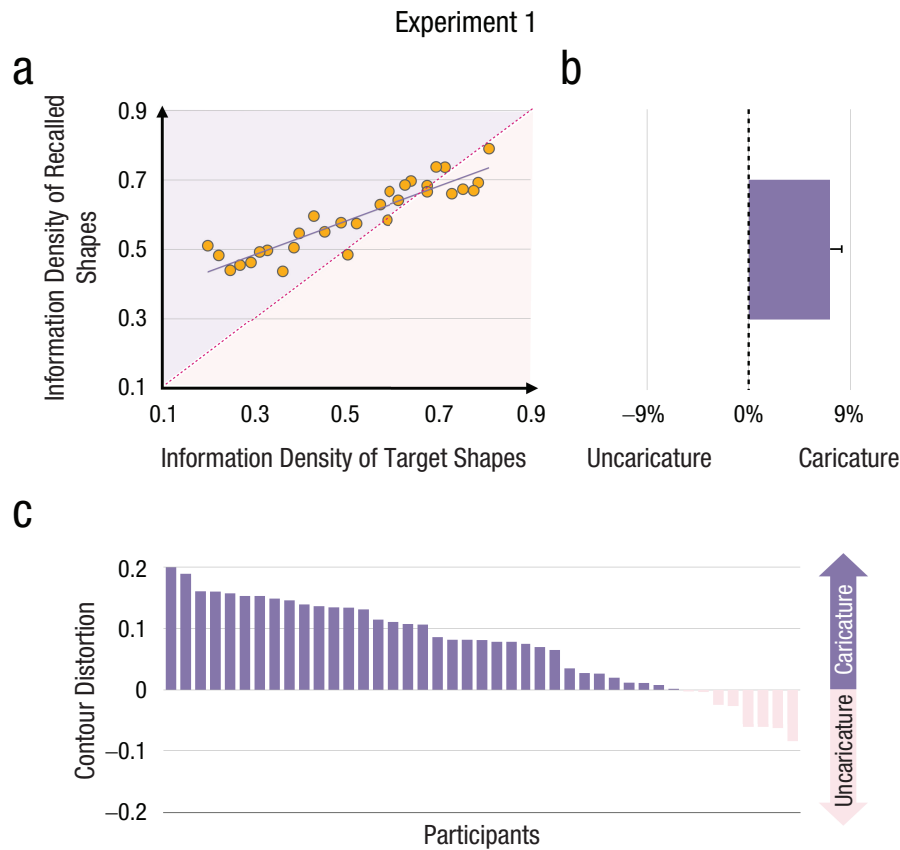 Experiment 1
a
b
Information Density of Recalled
Shapes
0.9
0.7
0.5
0.3
0.1
0.1 0.3 0.5 0.7 0.9
Information Density of Target Shapes
–9% 0% 9%
Uncaricature Caricature
c
Contour Distortion
0.2
0.1
0
–0.1
–0.2
Participants
Caricature
Uncaricature